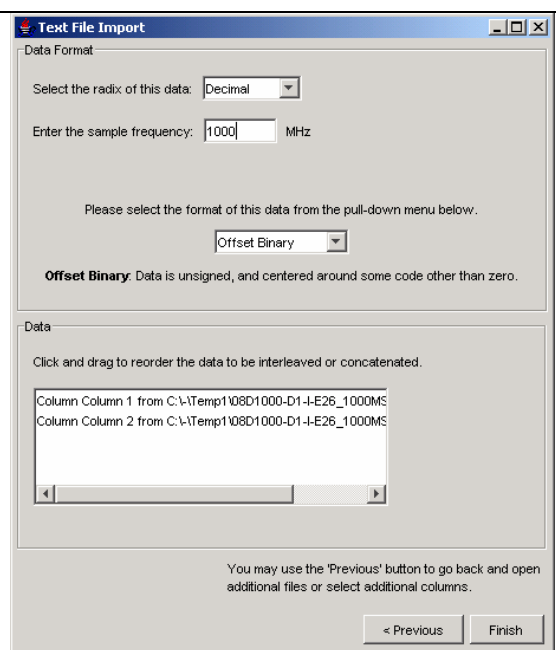 Text File Import
Data Format
Select the radix of this data: Decimal
Enter the sample frequency: 1000 MHz
Please select the format of this data from the pull-down menu below.
Offset Binary
Offset Binary: Data is unsigned, and centered around some code other than zero.
Data
Click and drag to reorder the data to be interleaved or concatenated.
Column Column 1 from C:\-\Temp1\08D1000-D1-I-E26_1000MS
Column Column 2 from C:\-\Temp1\08D1000-D1-I-E26_1000MS
You may use the 'Previous' button to go back and open
additional files or select additional columns.
< Previous Finish